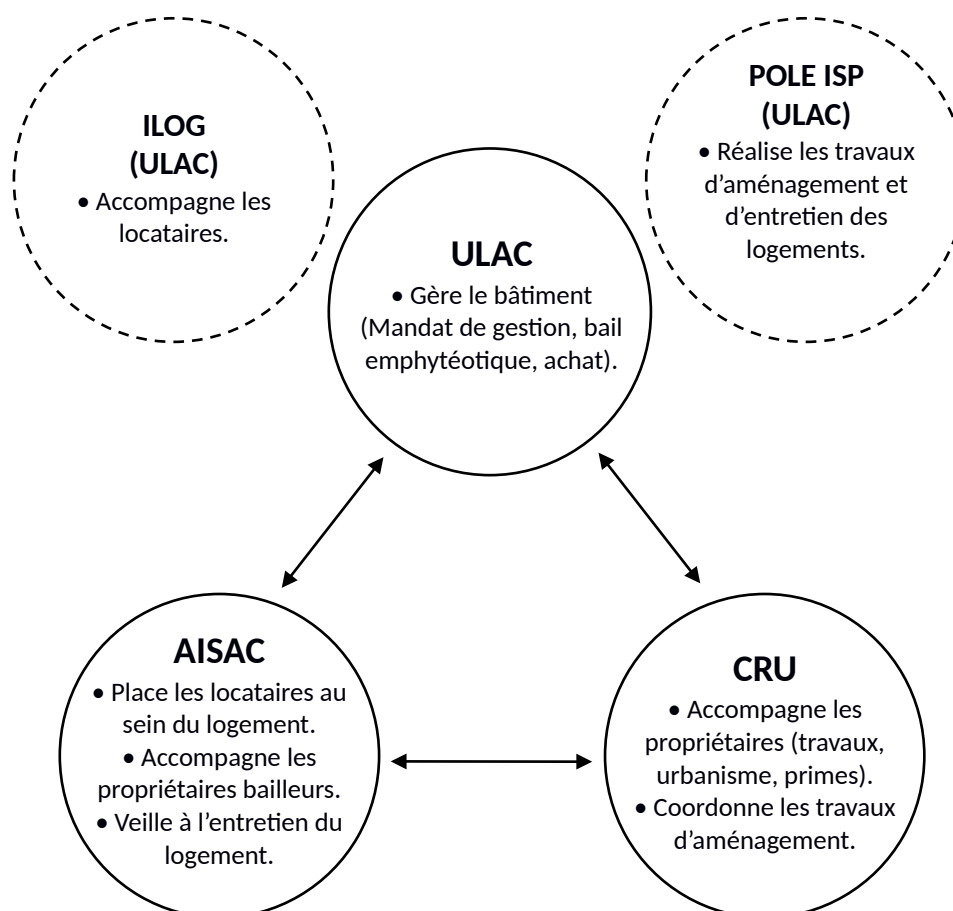 ILOG
(ULAC)
• Accompagne les
locataires.
POLE ISP
(ULAC)
• Réalise les travaux
d’aménagement et
d’entretien des
logements.
ULAC
• Gère le bâtiment
(Mandat de gestion, bail
emphytéotique, achat).
AISAC
• Place les locataires au
sein du logement.
• Accompagne les
propriétaires bailleurs.
• Veille à l’entretien du
logement.
CRU
• Accompagne les
propriétaires (travaux,
urbanisme, primes).
• Coordonne les travaux
d’aménagement.